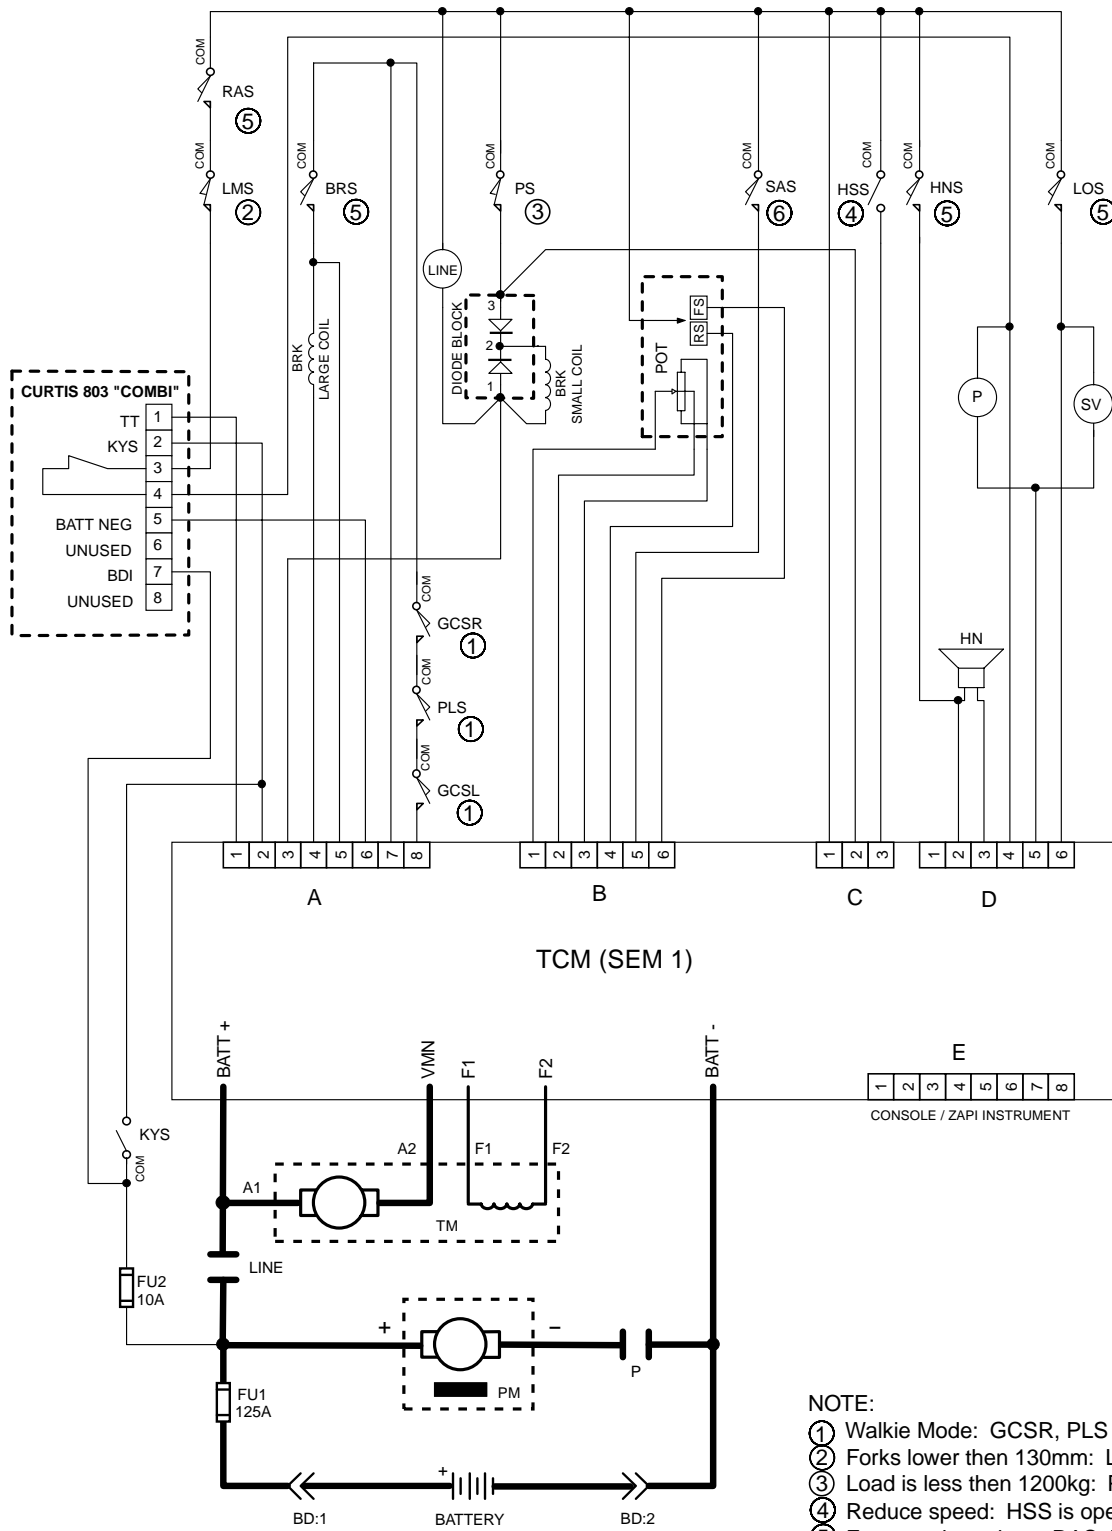 COM
RAS
5
COM
LMS
2
COM
BRS
5
COM
PS
3
COM
SAS
6
COM
HSS
4
COM
HNS
5
COM
LOS
5
LINE
BRK
LARGE COIL
DIODE BLOCK
3
2
1
BRK
SMALL COIL
POT
RS FS
P
SV
CURTIS 803 "COMBI"
TT 1
KYS 2
3
4
BATT NEG 5
UNUSED 6
BDI 7
UNUSED 8
COM
GCSR
1
COM
PLS
1
COM
GCSL
1
HN
1 2 3 4 5 6 7 8
A
1 2 3 4 5 6
B
1 2 3
C
1 2 3 4 5 6
D
TCM (SEM 1)
BATT +
VMN
F1
F2
BATT -
E
1 2 3 4 5 6 7 8
CONSOLE / ZAPI INSTRUMENT
KYS
COM
A1
A2
F1
F2
TM
LINE
FU2
10A
+
−
P
PM
FU1
125A
+
BD:1
BATTERY
BD:2
NOTE:
1 Walkie Mode: GCSR, PLS
2 Forks lower then 130mm: L
3 Load is less then 1200kg:
4 Reduce speed: HSS is ope